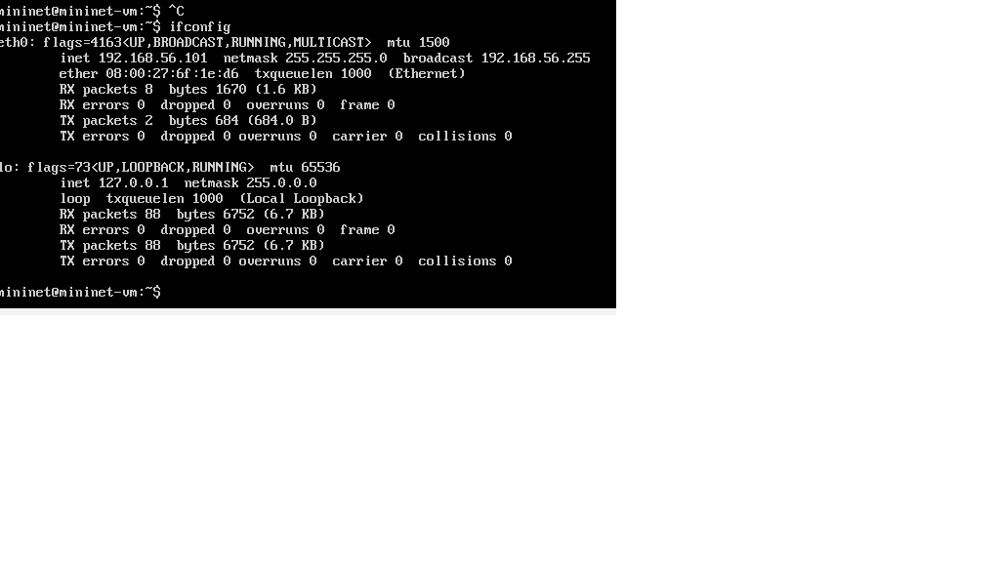 mininet@mininet-vm:~$ ^C
mininet@mininet-vm:~$ ifconfig
eth0: flags=4163<UP,BROADCAST,RUNNING,MULTICAST>  mtu 1500
        inet 192.168.56.101  netmask 255.255.255.0  broadcast 192.168.56.255
        ether 08:00:27:6f:1e:d6  txqueuelen 1000  (Ethernet)
        RX packets 8  bytes 1670 (1.6 KB)
        RX errors 0  dropped 0  overruns 0  frame 0
        TX packets 2  bytes 684 (684.0 B)
        TX errors 0  dropped 0 overruns 0  carrier 0  collisions 0
lo: flags=73<UP,LOOPBACK,RUNNING>  mtu 65536
        inet 127.0.0.1  netmask 255.0.0.0
        loop  txqueuelen 1000  (Local Loopback)
        RX packets 88  bytes 6752 (6.7 KB)
        RX errors 0  dropped 0  overruns 0  frame 0
        TX packets 88  bytes 6752 (6.7 KB)
        TX errors 0  dropped 0 overruns 0  carrier 0  collisions 0
mininet@mininet-vm:~$